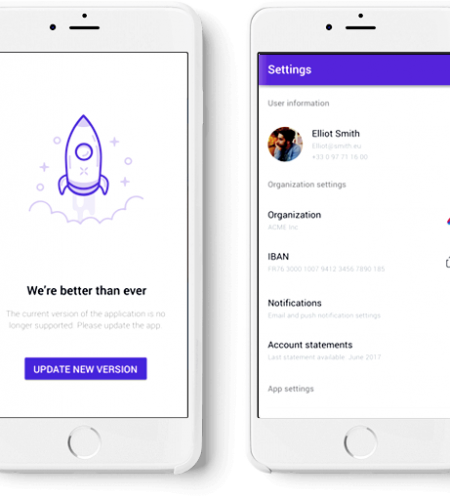 We're better than ever
The current version of the application is no
longer supported. Please update the app.
UPDATE NEW VERSION
Settings
User information
Elliot Smith
Elliot@smith.au
+33 0 97 71 16 00
Organization settings
Organization
ACME Inc
IBAN
FR76 3000 1007 9412 3456 7890 185
Notifications
Email and push notification settings
Account statements
Last statement available: June 2017
App settings